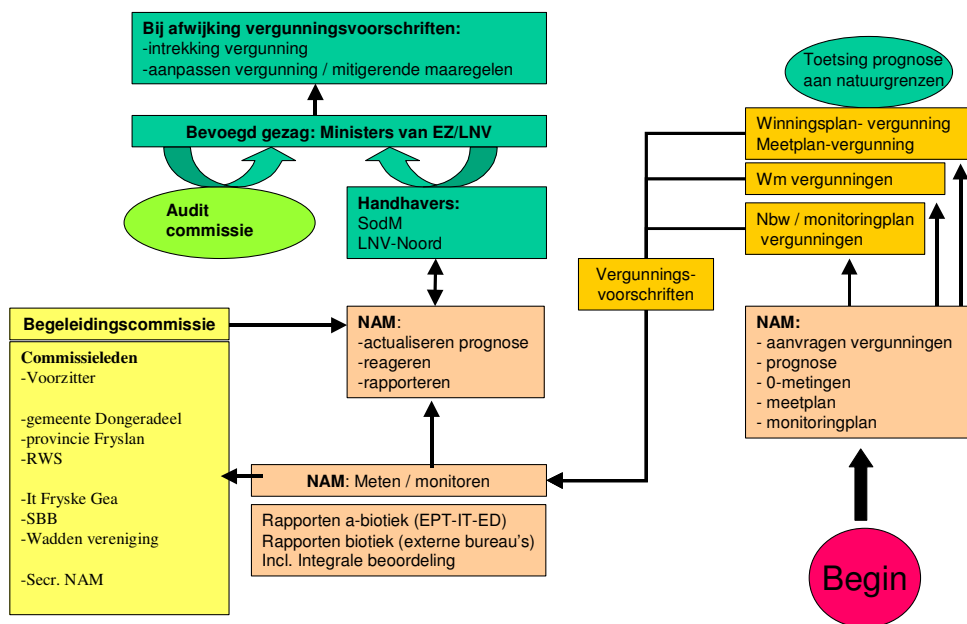 Bij afwijking vergunningsvoorschriften:
-intrekking vergunning
-aanpassen vergunning / mitigerende maaregelen
Bevoegd gezag: Ministers van EZ/LNV
Audit
commissie
Handhavers:
SodM
LNV-Noord
Toetsing prognose
aan natuurgrenzen
Winningsplan- vergunning
Meetplan-vergunning
Wm vergunningen
Nbw / monitoringplan
vergunningen
Vergunnings-
voorschriften
Begeleidingscommissie
Commissieleden
-Voorzitter
-gemeente Dongeradeel
-provincie Fryslan
-RWS
-It Fryske Gea
-SBB
-Wadden vereniging
-Secr. NAM
NAM:
-actualiseren prognose
-reageren
-rapporteren
NAM: Meten / monitoren
Rapporten a-biotiek (EPT-IT-ED)
Rapporten biotiek (externe bureau's)
Incl. Integrale beoordeling
NAM:
- aanvragen vergunningen
- prognose
- 0-metingen
- meetplan
- monitoringplan
Begin